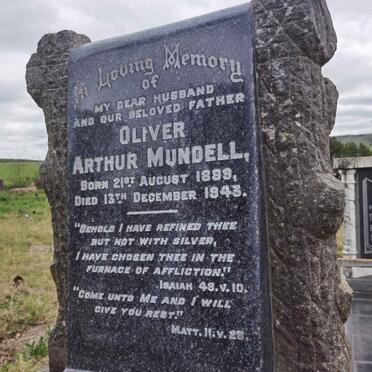 In Loving Memory
of
MY DEAR HUSBAND
AND OUR BELOVED FATHER
OLIVER
ARTHUR MUNDELL,
BORN 21ST AUGUST 1889,
DIED 13TH DECEMBER 1943.
"BEHOLD I HAVE REFINED THEE
BUT NOT WITH SILVER,
I HAVE CHOSEN THEE IN THE
FURNACE OF AFFLICTION."
ISAIAH 48.V.10.
"COME UNTO ME AND I WILL
GIVE YOU REST."
MATT. 11.V.28.